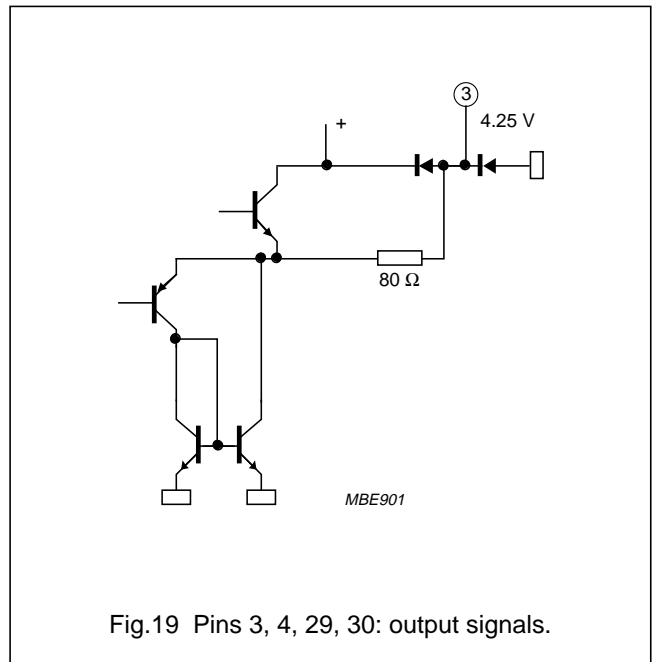 3
4.25 V
+
80 Ω
MBE901
Fig.19 Pins 3, 4, 29, 30: output signals.